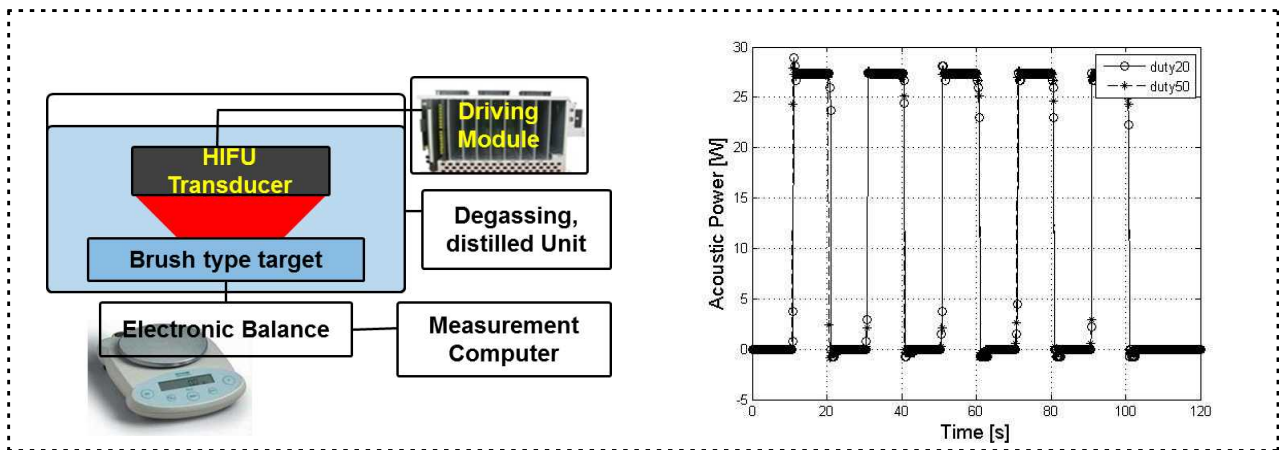 Driving
Module
HIFU
Transducer
Degassing,
distilled Unit
Brush type target
Electronic Balance
Measurement
Computer
30
25
20
15
10
5
0
-5
Acoustic Power [W]
duty20
duty50
0
20
40
60
80
100
120
Time [s]